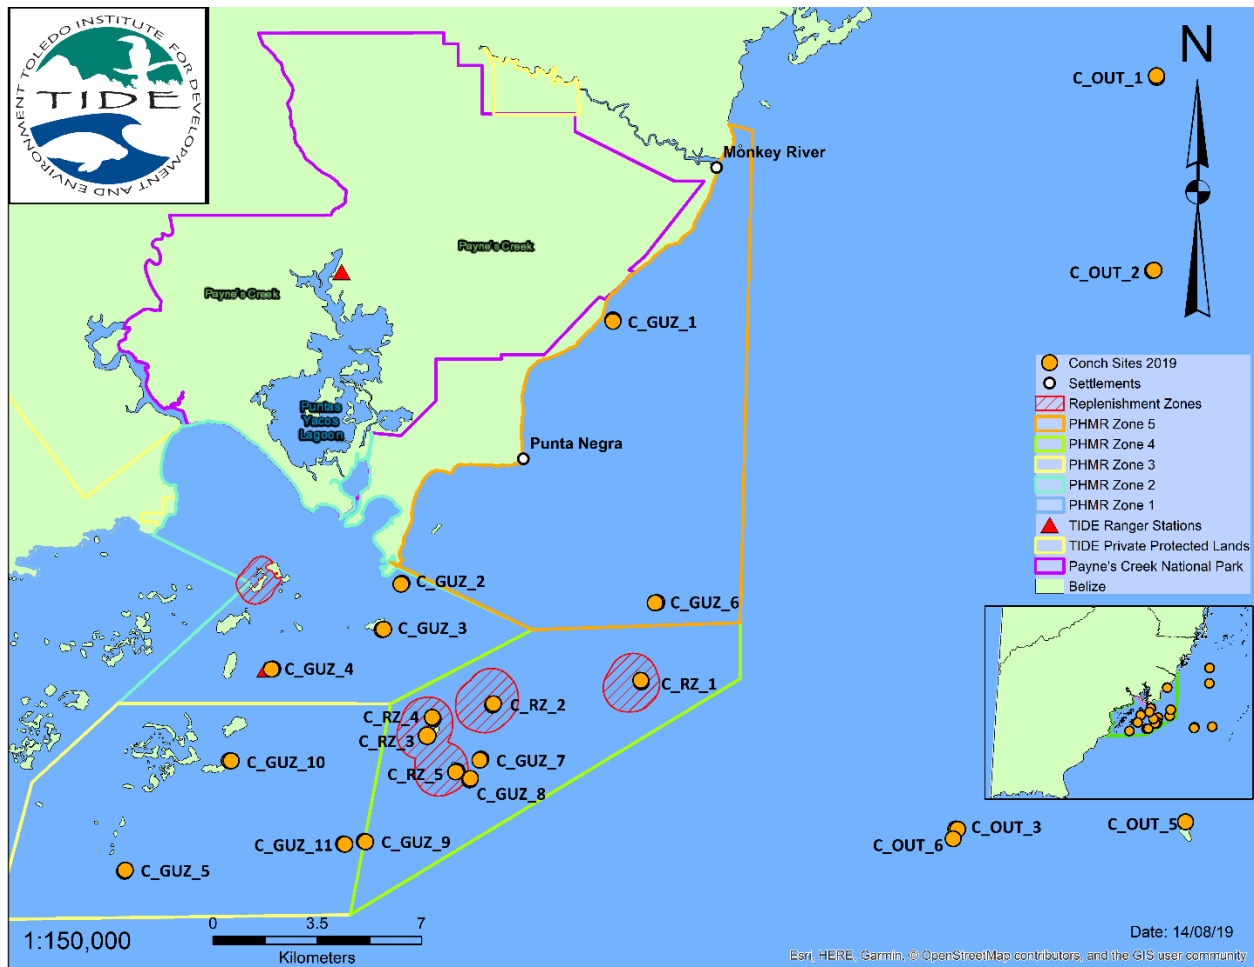 TOLEDO INSTITUTE FOR DEVELOPMENT AND ENVIRONMENT
TIDE
N
C_OUT_1
Monkey River
Payne's Creek
C_OUT_2
Payne's Creek
C_GUZ_1
Conch Sites 2019
Settlements
Replenishment Zones
PHMR Zone 5
PHMR Zone 4
PHMR Zone 3
PHMR Zone 2
PHMR Zone 1
TIDE Ranger Stations
TIDE Private Protected Lands
Payne's Creek National Park
Belize
Puntas
Yacos
Lagoon
Punta Negra
C_GUZ_2
C_GUZ_6
C_GUZ_3
C_GUZ_4
C_RZ_1
C_RZ_2
C_RZ_4
C_RZ_3
C_GUZ_10
C_GUZ_7
C_RZ_5
C_GUZ_8
C_OUT_3
C_OUT_5
C_OUT_6
C_GUZ_11
C_GUZ_9
C_GUZ_5
0 3.5 7
Kilometers
1:150,000
Date: 14/08/19
Esri, HERE, Garmin, © OpenStreetMap contributors, and the GIS user community